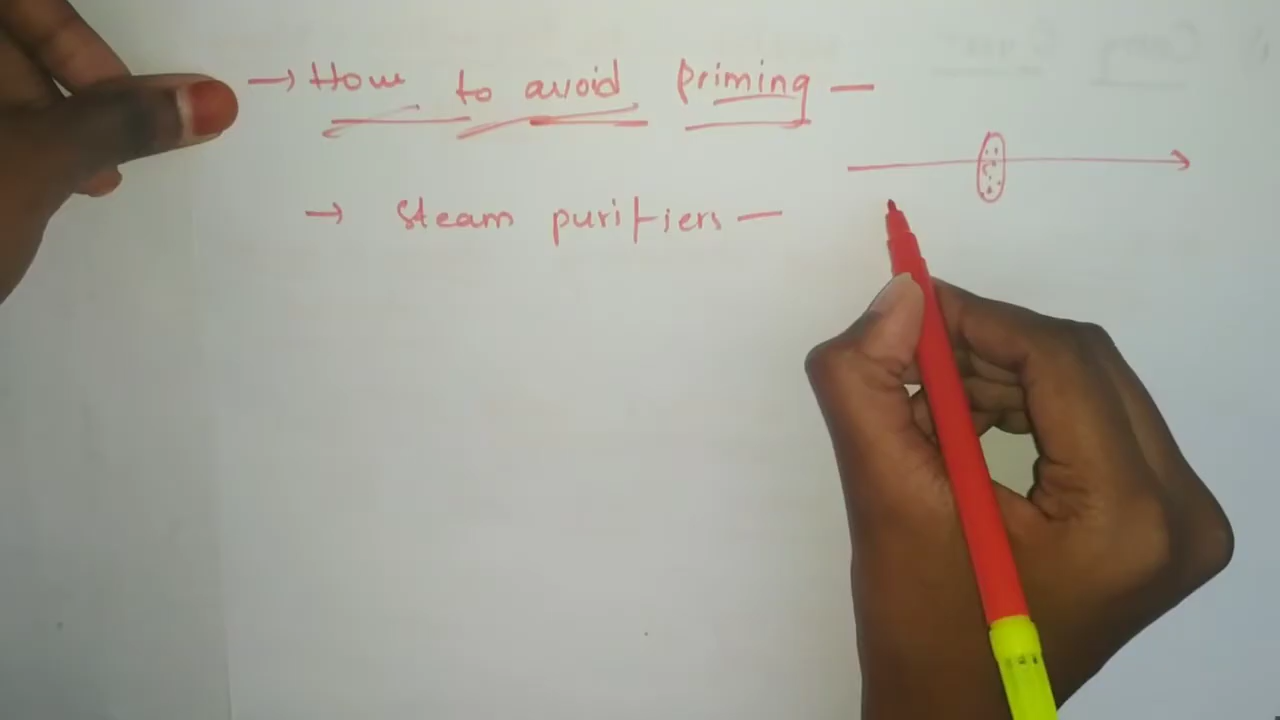 → How to avoid priming —
→ Steam purifiers —